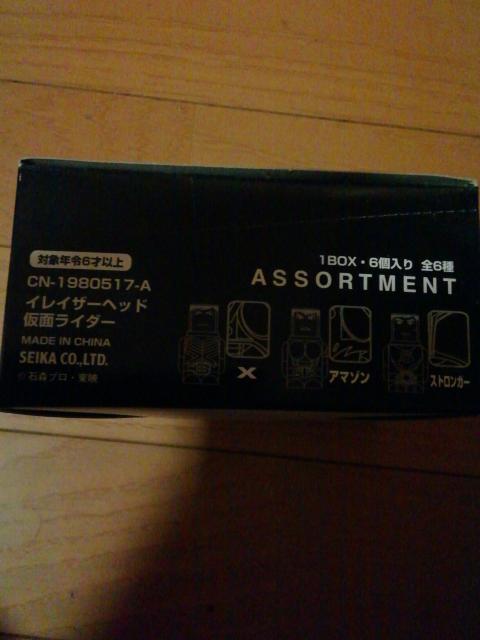 対象年令6才以上
CN-1980517-A
イレイザーヘッド
仮面ライダー
MADE IN CHINA
SEIKA CO.,LTD.
©石森プロ・東映
1BOX・6個入り 全6種
ASSORTMENT
X
アマゾン
ストロンガー